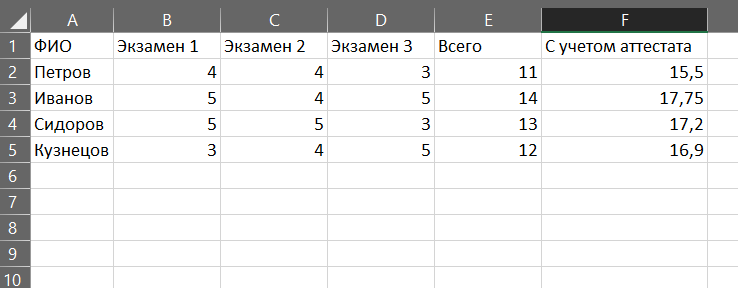 A B C D E F
1 ФИО Экзамен 1 Экзамен 2 Экзамен 3 Всего С учетом аттестата
2 Петров 4 4 3 11 15,5
3 Иванов 5 4 5 14 17,75
4 Сидоров 5 5 3 13 17,2
5 Кузнецов 3 4 5 12 16,9
6
7
8
9
10